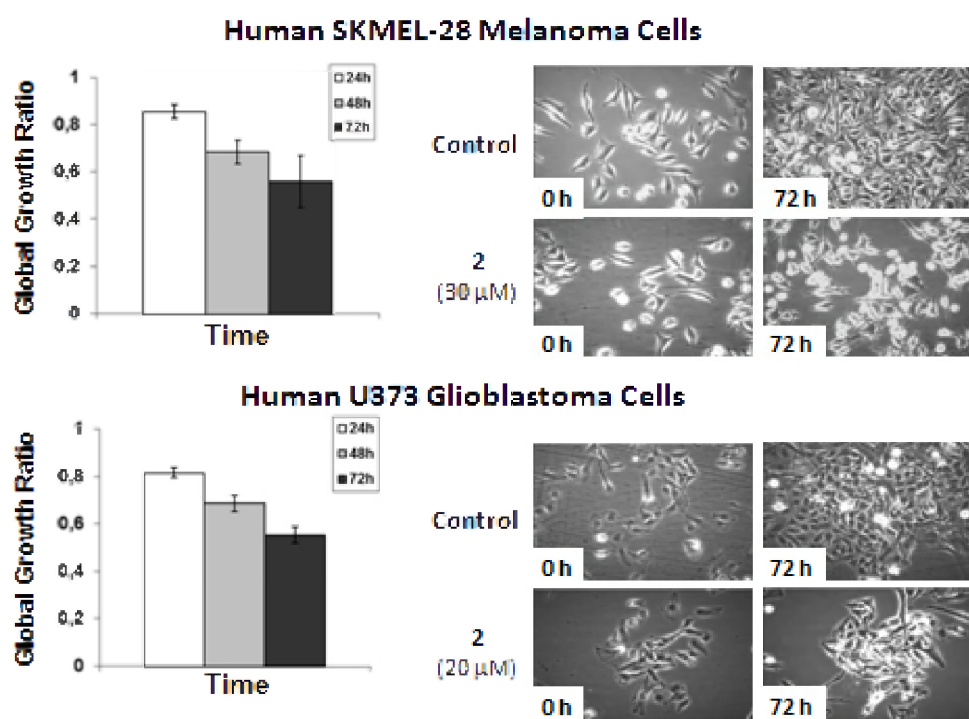 Human SKMEL-28 Melanoma Cells
Global Growth Ratio
1
0,8
0,6
0,4
0,2
0
24h
48h
72h
Time
Control
0 h
72 h
2
(30 µM)
0 h
72 h
Human U373 Glioblastoma Cells
Global Growth Ratio
1
0,8
0,6
0,4
0,2
0
24h
48h
72h
Time
Control
0 h
72 h
2
(20 µM)
0 h
72 h